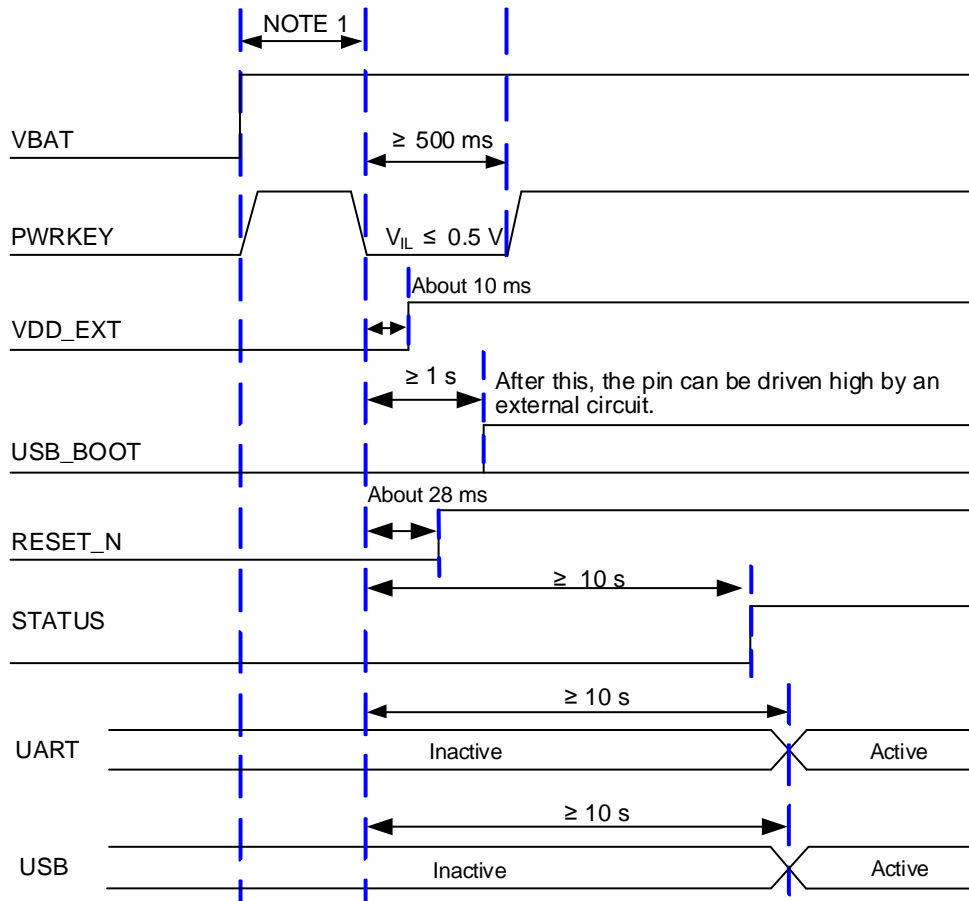 NOTE 1
VBAT
≥ 500 ms
PWRKEY
VIL ≤ 0.5 V
About 10 ms
VDD_EXT
≥ 1 s
After this, the pin can be driven high by an
external circuit.
USB_BOOT
About 28 ms
RESET_N
≥ 10 s
STATUS
≥ 10 s
UART
Inactive
Active
≥ 10 s
USB
Inactive
Active